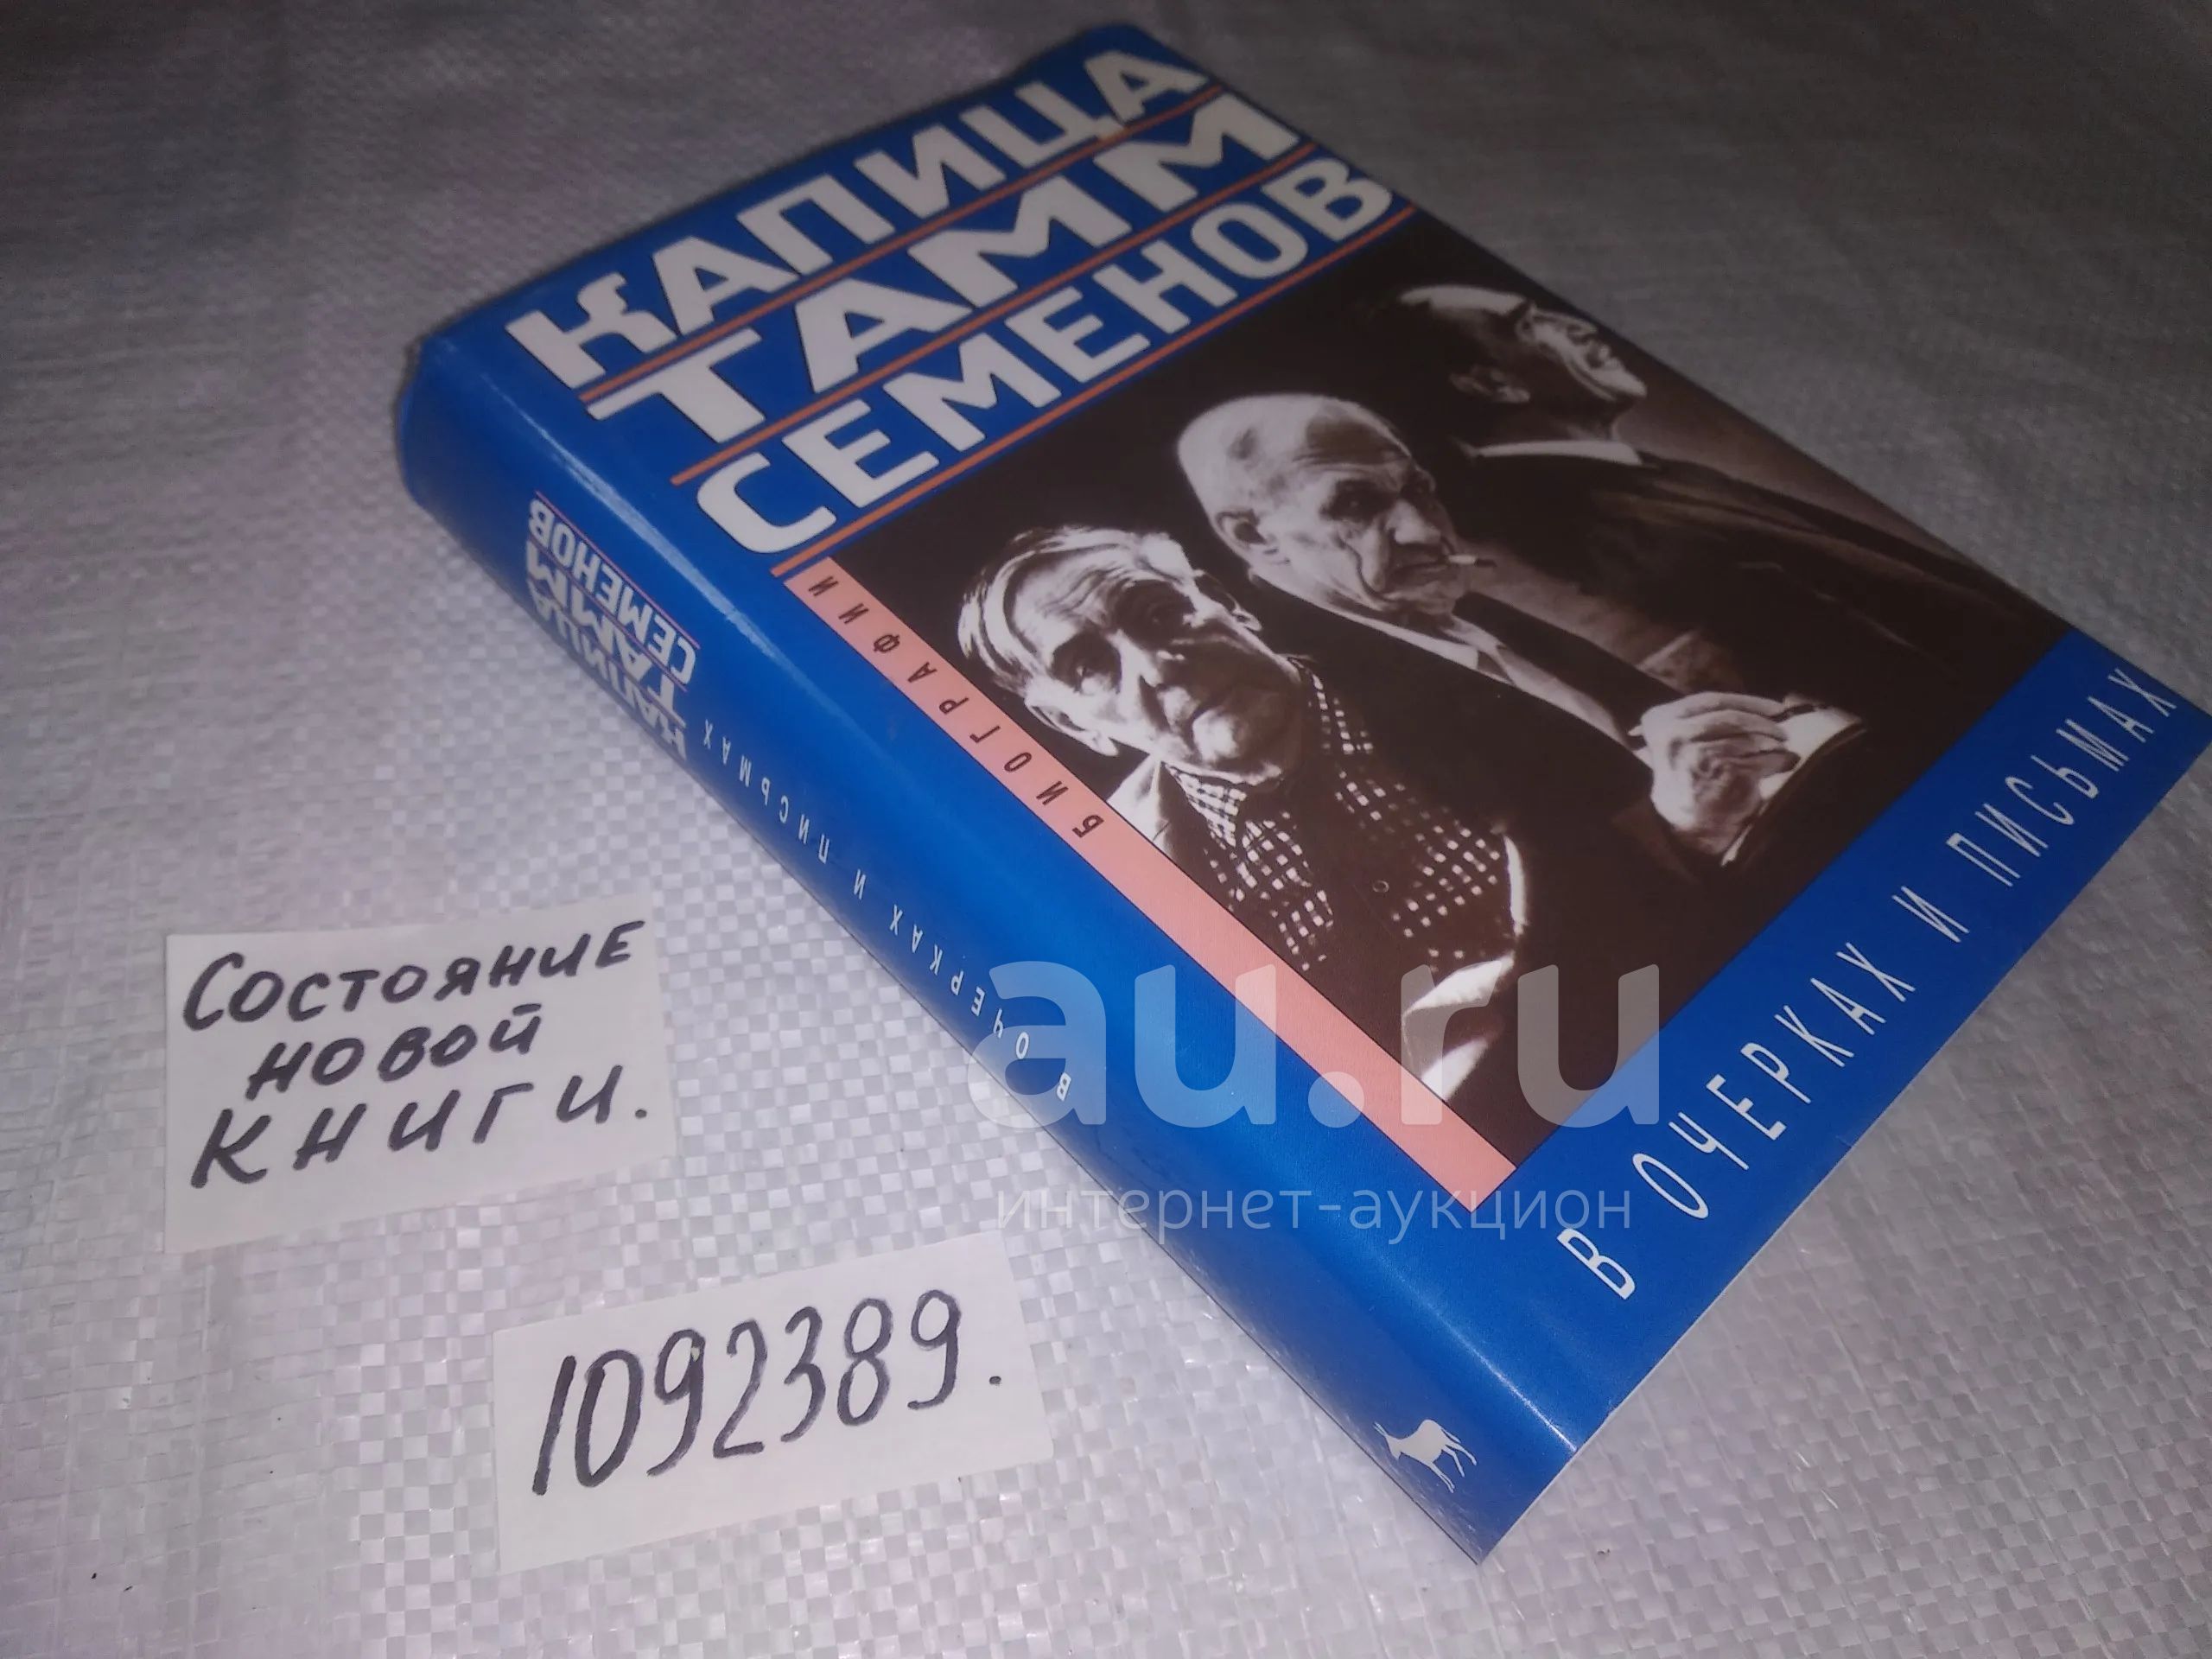 КАПИЦА
ТАММ
СЕМЕНОВ
БИОГРАФИИ
В ОЧЕРКАХ И ПИСЬМАХ
КАПИЦА
ТАММ
СЕМЕНОВ
В ОЧЕРКАХ И ПИСЬМАХ
Состояние
новой
книги.
1092389.
au.ru
интернет-аукцион